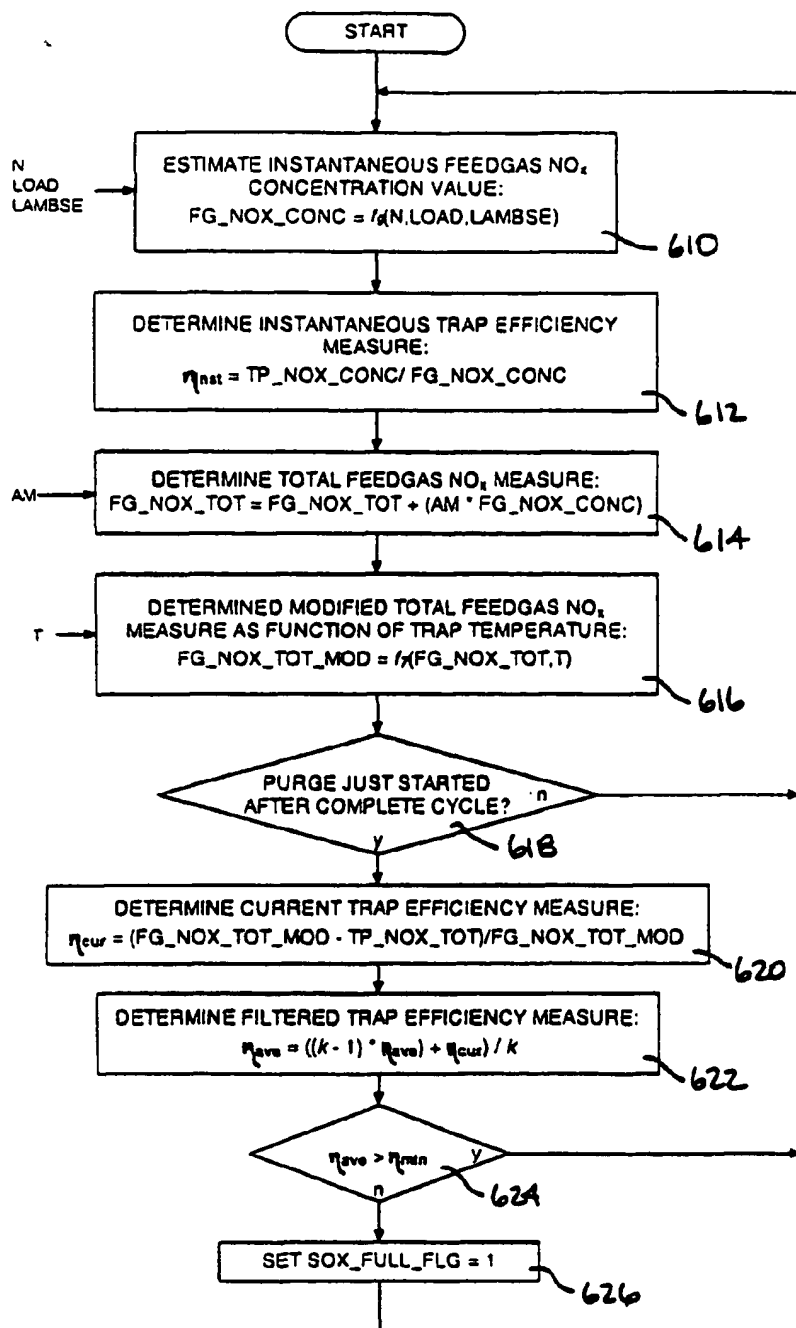 START
N
LOAD
LAMBSE
ESTIMATE INSTANTANEOUS FEEDGAS NOx
CONCENTRATION VALUE:
FG_NOX_CONC = f6(N,LOAD,LAMBSE)
610
DETERMINE INSTANTANEOUS TRAP EFFICIENCY
MEASURE:
ηinst = TP_NOX_CONC/ FG_NOX_CONC
612
AM
DETERMINE TOTAL FEEDGAS NOx MEASURE:
FG_NOX_TOT = FG_NOX_TOT + (AM * FG_NOX_CONC)
614
T
DETERMINED MODIFIED TOTAL FEEDGAS NOx
MEASURE AS FUNCTION OF TRAP TEMPERATURE:
FG_NOX_TOT_MOD = f7(FG_NOX_TOT,T)
616
PURGE JUST STARTED
AFTER COMPLETE CYCLE?
n
y
618
DETERMINE CURRENT TRAP EFFICIENCY MEASURE:
ηcur = (FG_NOX_TOT_MOD - TP_NOX_TOT)/FG_NOX_TOT_MOD
620
DETERMINE FILTERED TRAP EFFICIENCY MEASURE:
ηave = ((k - 1) * ηave) + ηcur) / k
622
ηave > ηmin
y
n
624
SET SOX_FULL_FLG = 1
626